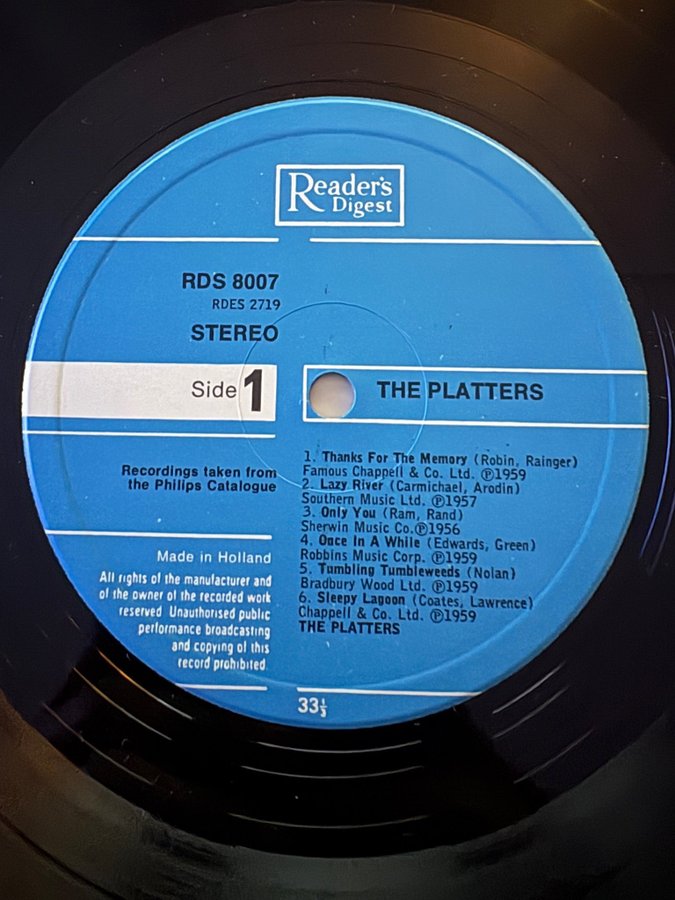 Reader's
Digest
RDS 8007
RDES 2719
STEREO
Side 1
THE PLATTERS
Recordings taken from
the Philips Catalogue
Made in Holland
All rights of the manufacturer and
of the owner of the recorded work
reserved Unauthorised public
performance broadcasting
and copying of this
record prohibited
1. Thanks For The Memory (Robin, Rainger)
Famous Chappell & Co. Ltd. ℗1959
2. Lazy River (Carmichael, Arodin)
Southern Music Ltd. ℗1957
3. Only You (Ram, Rand)
Sherwin Music Co.℗1956
4. Once In A While (Edwards, Green)
Robbins Music Corp. ℗1959
5. Tumbling Tumbleweeds (Nolan)
Bradbury Wood Ltd. ℗1959
6. Sleepy Lagoon (Coates, Lawrence)
Chappell & Co. Ltd. ℗1959
THE PLATTERS
33⅓